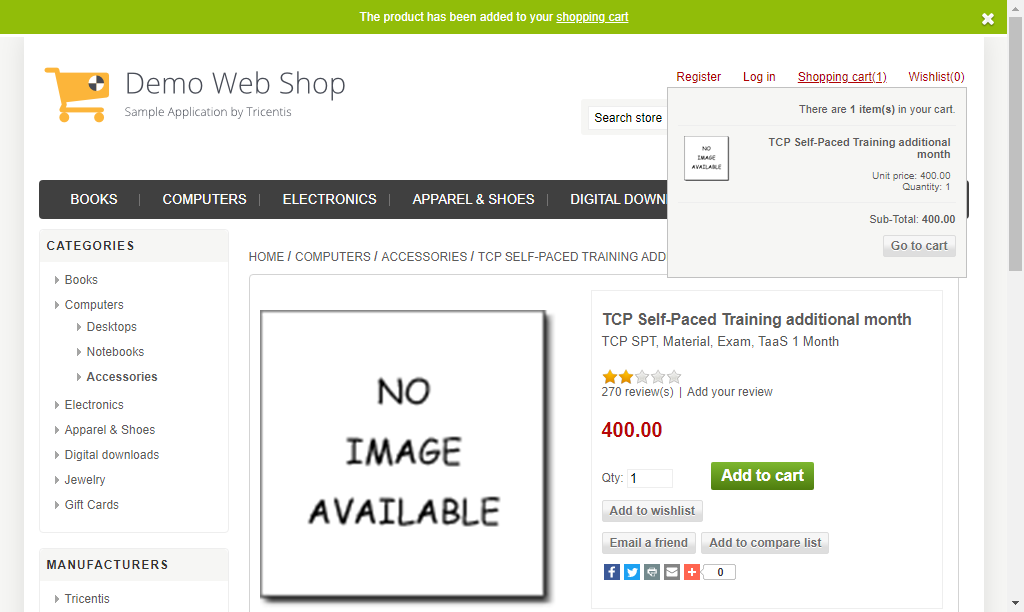 The product has been added to your shopping cart
Demo Web Shop
Sample Application by Tricentis
Register
Log in
Shopping cart(1)
Wishlist(0)
Search store
There are 1 item(s) in your cart.
NO
IMAGE
AVAILABLE
TCP Self-Paced Training additional
month
Unit price: 400.00
Quantity: 1
Sub-Total: 400.00
Go to cart
BOOKS
COMPUTERS
ELECTRONICS
APPAREL & SHOES
DIGITAL DOWN
CATEGORIES
Books
Computers
Desktops
Notebooks
Accessories
Electronics
Apparel & Shoes
Digital downloads
Jewelry
Gift Cards
MANUFACTURERS
Tricentis
HOME / COMPUTERS / ACCESSORIES / TCP SELF-PACED TRAINING ADD
NO
IMAGE
AVAILABLE
TCP Self-Paced Training additional month
TCP SPT, Material, Exam, TaaS 1 Month
270 review(s) | Add your review
400.00
Qty: 1
Add to cart
Add to wishlist
Email a friend
Add to compare list
0